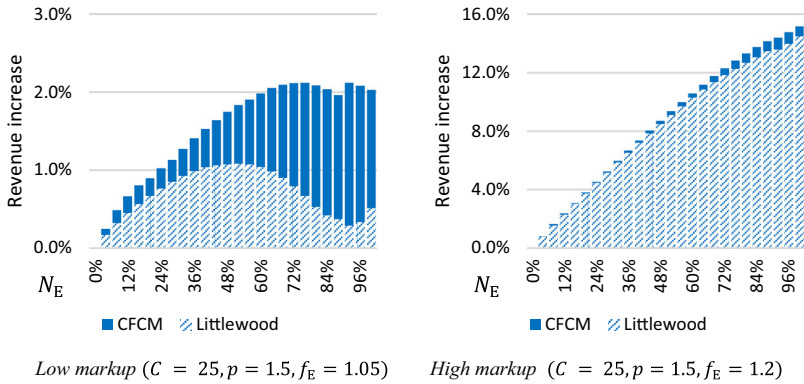 3.0%
2.0%
1.0%
0.0%
Revenue increase
0% 12% 24% 36% 48% 60% 72% 84% 96%
N_E
CFCM Littlewood
Low markup (C = 25, p = 1.5, f_E = 1.05)
16.0%
12.0%
8.0%
4.0%
0.0%
Revenue increase
0% 12% 24% 36% 48% 60% 72% 84% 96%
N_E
CFCM Littlewood
High markup (C = 25, p = 1.5, f_E = 1.2)